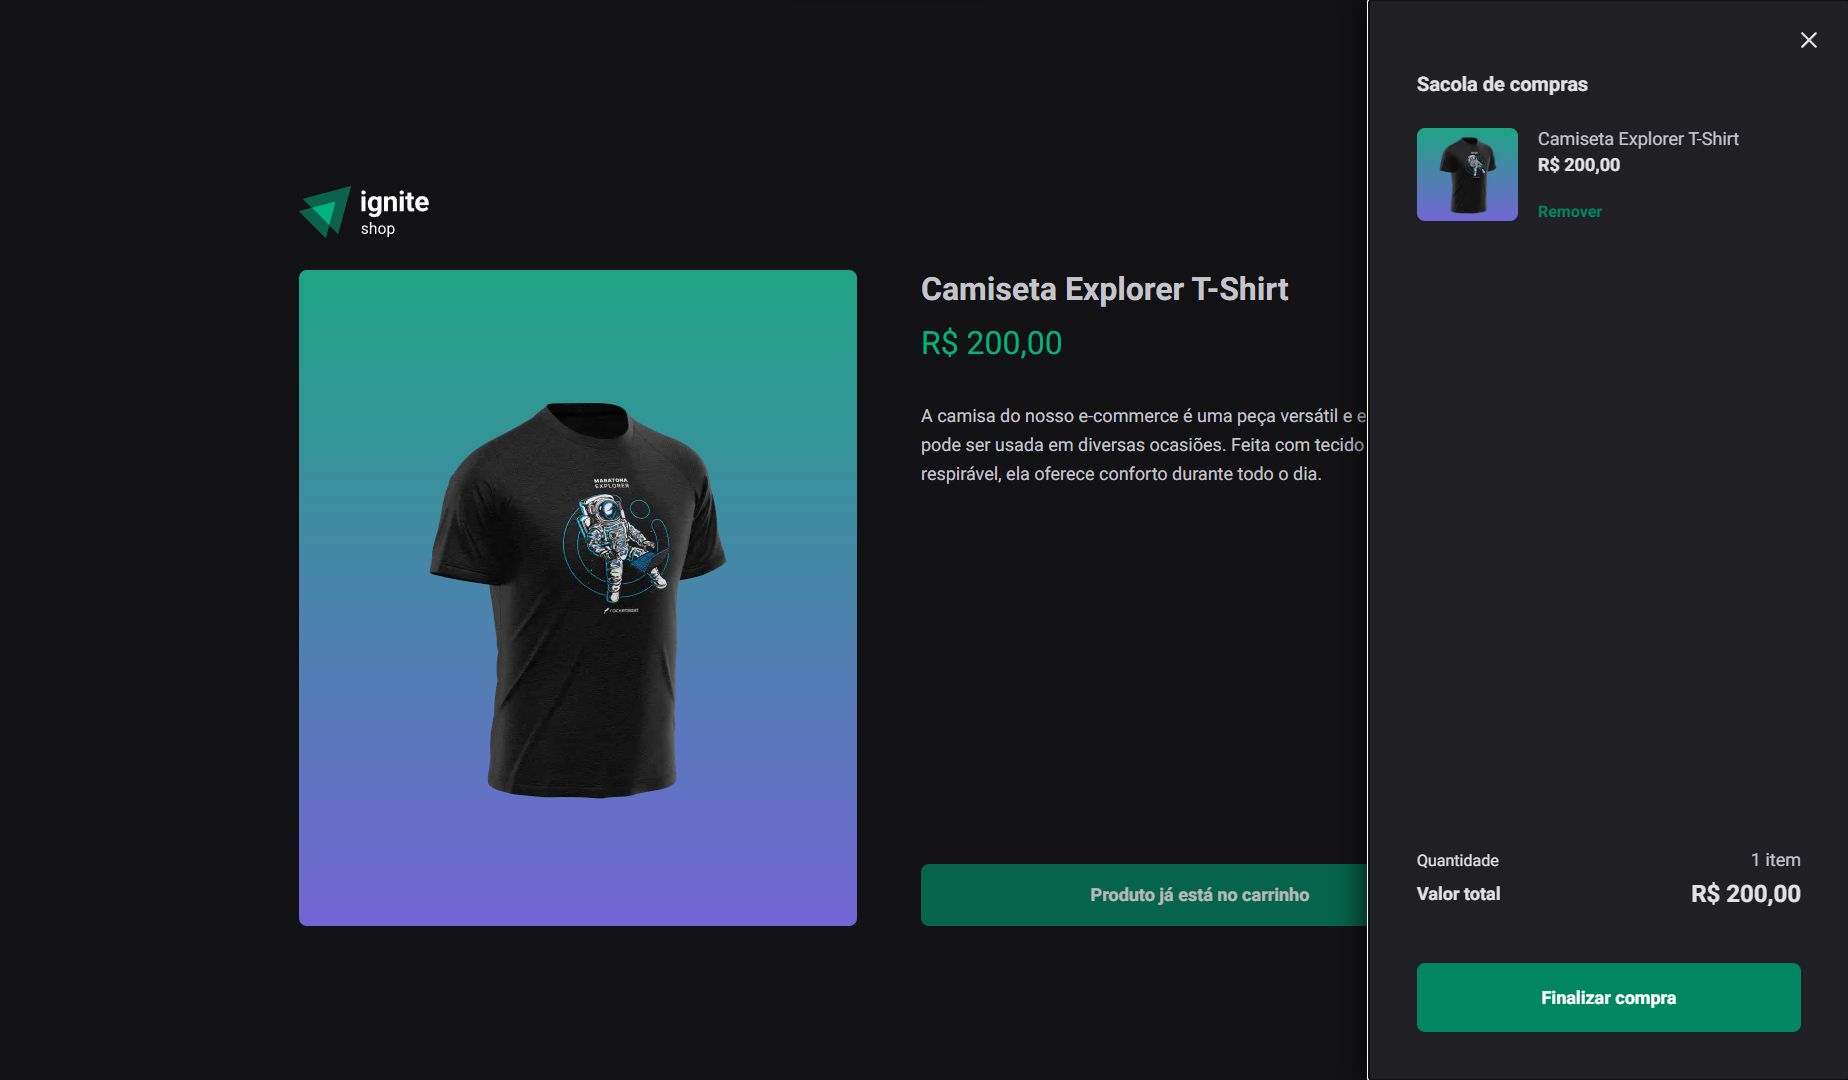 ignite
shop
MARATONA
EXPLORER
rocketseat
Camiseta Explorer T-Shirt
R$ 200,00
A camisa do nosso e-commerce é uma peça versátil e e
pode ser usada em diversas ocasiões. Feita com tecido
respirável, ela oferece conforto durante todo o dia.
Produto já está no carrinho
Sacola de compras
Camiseta Explorer T-Shirt
R$ 200,00
Remover
Quantidade
1 item
Valor total
R$ 200,00
Finalizar compra